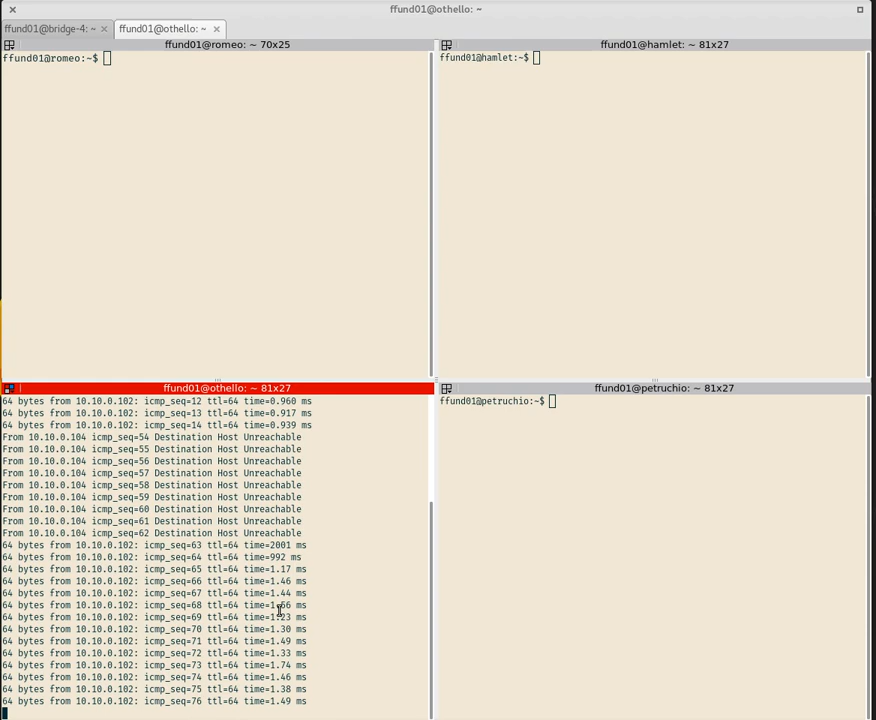 ffund01@othello: ~
ffund01@bridge-4: ~
ffund01@othello: ~
ffund01@romeo: ~ 70x25
ffund01@romeo:~$
ffund01@hamlet: ~ 81x27
ffund01@hamlet:~$
ffund01@othello: ~ 81x27
64 bytes from 10.10.0.102: icmp_seq=12 ttl=64 time=0.960 ms
64 bytes from 10.10.0.102: icmp_seq=13 ttl=64 time=0.917 ms
64 bytes from 10.10.0.102: icmp_seq=14 ttl=64 time=0.939 ms
From 10.10.0.104 icmp_seq=54 Destination Host Unreachable
From 10.10.0.104 icmp_seq=55 Destination Host Unreachable
From 10.10.0.104 icmp_seq=56 Destination Host Unreachable
From 10.10.0.104 icmp_seq=57 Destination Host Unreachable
From 10.10.0.104 icmp_seq=58 Destination Host Unreachable
From 10.10.0.104 icmp_seq=59 Destination Host Unreachable
From 10.10.0.104 icmp_seq=60 Destination Host Unreachable
From 10.10.0.104 icmp_seq=61 Destination Host Unreachable
From 10.10.0.104 icmp_seq=62 Destination Host Unreachable
64 bytes from 10.10.0.102: icmp_seq=63 ttl=64 time=2001 ms
64 bytes from 10.10.0.102: icmp_seq=64 ttl=64 time=992 ms
64 bytes from 10.10.0.102: icmp_seq=65 ttl=64 time=1.17 ms
64 bytes from 10.10.0.102: icmp_seq=66 ttl=64 time=1.46 ms
64 bytes from 10.10.0.102: icmp_seq=67 ttl=64 time=1.44 ms
64 bytes from 10.10.0.102: icmp_seq=68 ttl=64 ms
64 bytes from 10.10.0.102: icmp_seq=69 ttl=64 time=1.23 ms
64 bytes from 10.10.0.102: icmp_seq=70 ttl=64 time=1.30 ms
64 bytes from 10.10.0.102: icmp_seq=71 ttl=64 time=1.49 ms
64 bytes from 10.10.0.102: icmp_seq=72 ttl=64 time=1.33 ms
64 bytes from 10.10.0.102: icmp_seq=73 ttl=64 time=1.74 ms
64 bytes from 10.10.0.102: icmp_seq=74 ttl=64 time=1.46 ms
64 bytes from 10.10.0.102: icmp_seq=75 ttl=64 time=1.38 ms
64 bytes from 10.10.0.102: icmp_seq=76 ttl=64 time=1.49 ms
ffund01@petruchio: ~ 81x27
ffund01@petruchio:~$